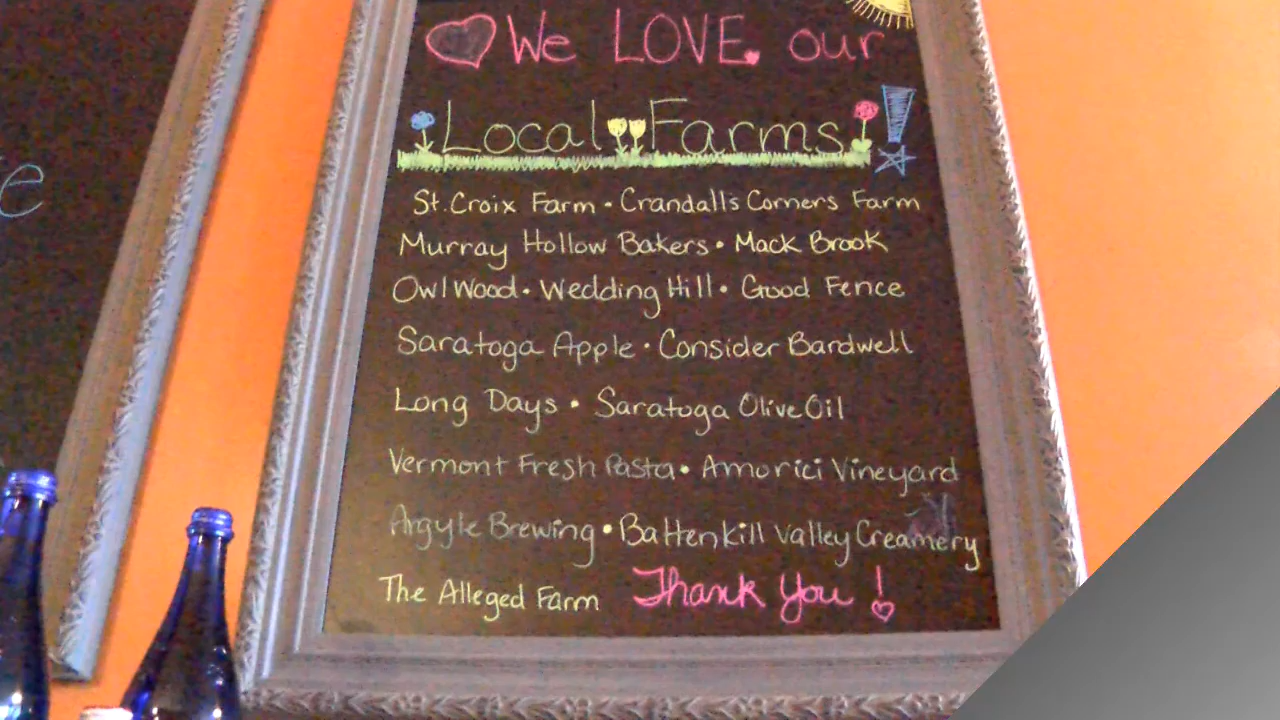 We LOVE our
Local Farms!
St. Croix Farm • Crandall's Corners Farm
Murray Hollow Bakers • Mack Brook
Owl Wood • Wedding Hill • Good Fence
Saratoga Apple • Consider Bardwell
Long Days • Saratoga Olive Oil
Vermont Fresh Pasta • Amorici Vineyard
Argyle Brewing • Battenkill Valley Creamery
The Alleged Farm Thank You!